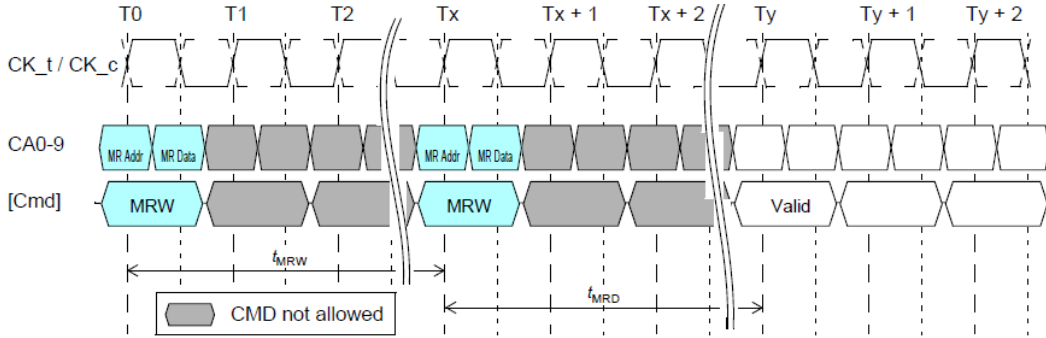 T0 T1 T2 Tx Tx + 1 Tx + 2 Ty Ty + 1 Ty + 2
CK_t / CK_c
CA0-9 MR Addr MR Data MR Addr MR Data
[Cmd] MRW MRW Valid
tMRW
tMRD
CMD not allowed